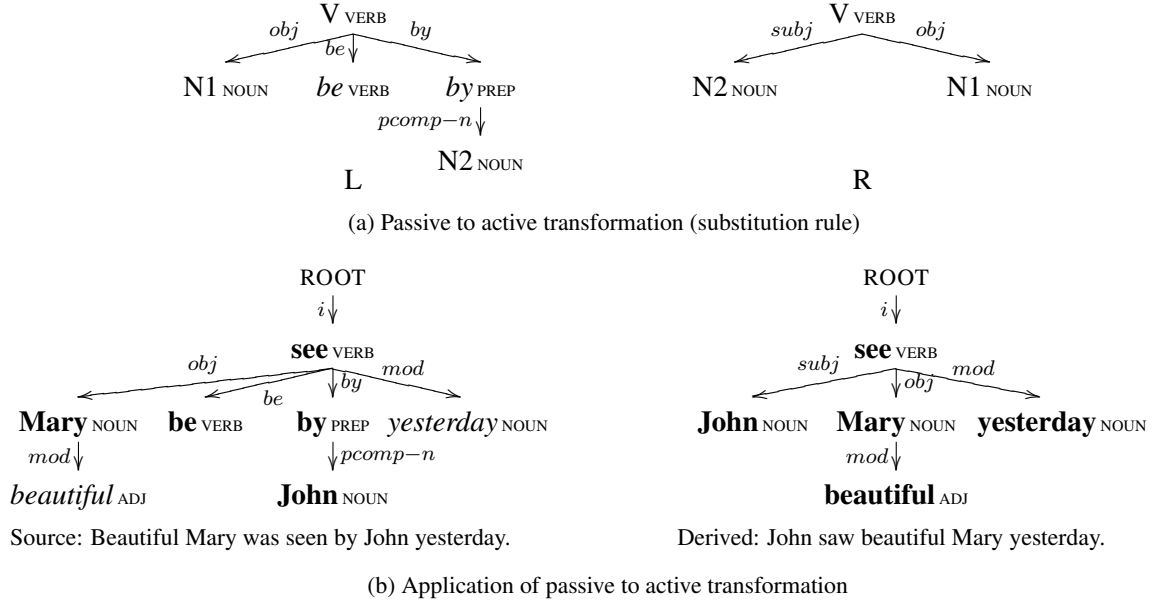 V VERB
obj be by
N1 NOUN be VERB by PREP
pcomp−n
N2 NOUN
L
V VERB
subj obj
N2 NOUN N1 NOUN
R
(a) Passive to active transformation (substitution rule)
ROOT
i
see VERB
obj be by mod
Mary NOUN be VERB by PREP yesterday NOUN
mod pcomp−n
beautiful ADJ John NOUN
Source: Beautiful Mary was seen by John yesterday.
ROOT
i
see VERB
subj obj mod
John NOUN Mary NOUN yesterday NOUN
mod
beautiful ADJ
Derived: John saw beautiful Mary yesterday.
(b) Application of passive to active transformation